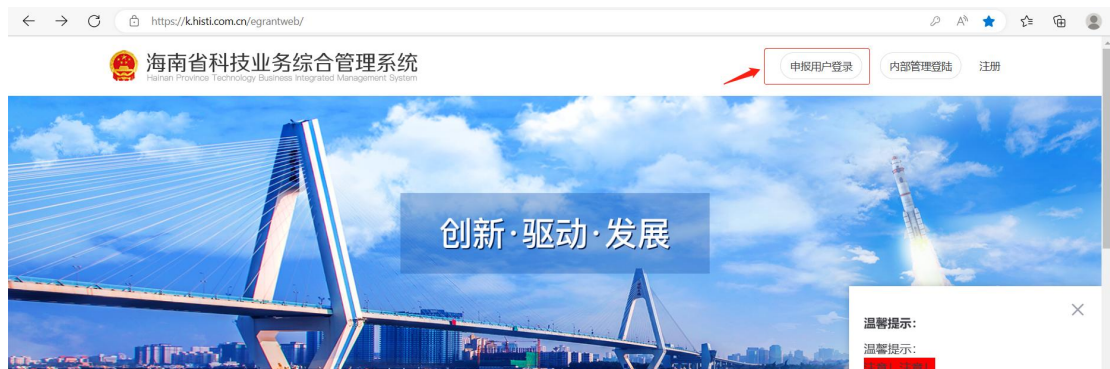 https://k.histi.com.cn/egrantweb/
海南省科技业务综合管理系统
Hainan Province Technology Business Integrated Management System
申报用户登录
内部管理登陆
注册
创新·驱动·发展
温馨提示：
温馨提示：